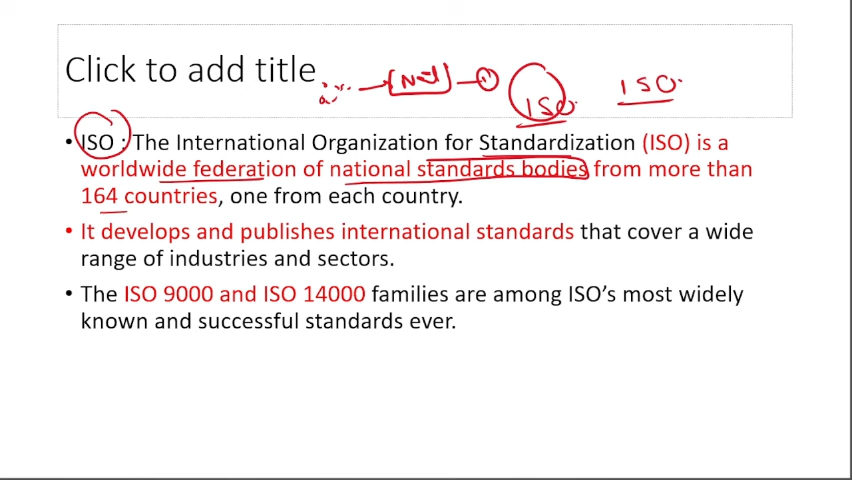 Click to add title
ISO.
ISO.
• ISO : The International Organization for Standardization (ISO) is a
worldwide federation of national standards bodies from more than
164 countries, one from each country.
• It develops and publishes international standards that cover a wide
range of industries and sectors.
• The ISO 9000 and ISO 14000 families are among ISO’s most widely
known and successful standards ever.